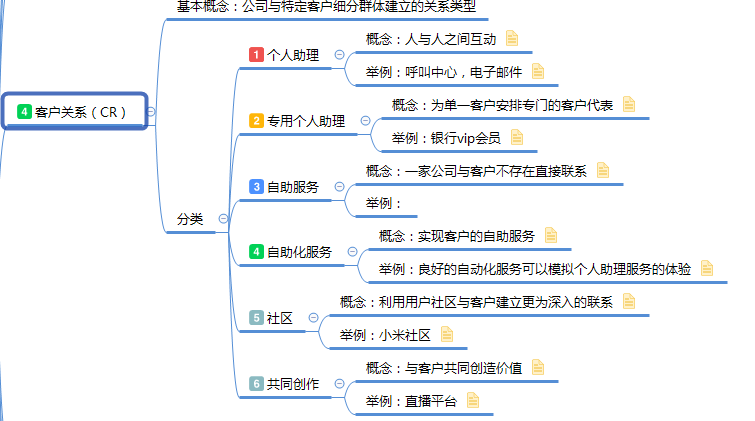 基本概念：公司与特定客户细分群体建立的关系类型
1 个人助理
概念：人与人之间互动
举例：呼叫中心，电子邮件
4 客户关系（CR）
2 专用个人助理
概念：为单一客户安排专门的客户代表
举例：银行vip会员
分类
3 自助服务
概念：一家公司与客户不存在直接联系
举例：
4 自助化服务
概念：实现客户的自助服务
举例：良好的自动化服务可以模拟个人助理服务的体验
5 社区
概念：利用用户社区与客户建立更为深入的联系
举例：小米社区
6 共同创作
概念：与客户共同创造价值
举例：直播平台